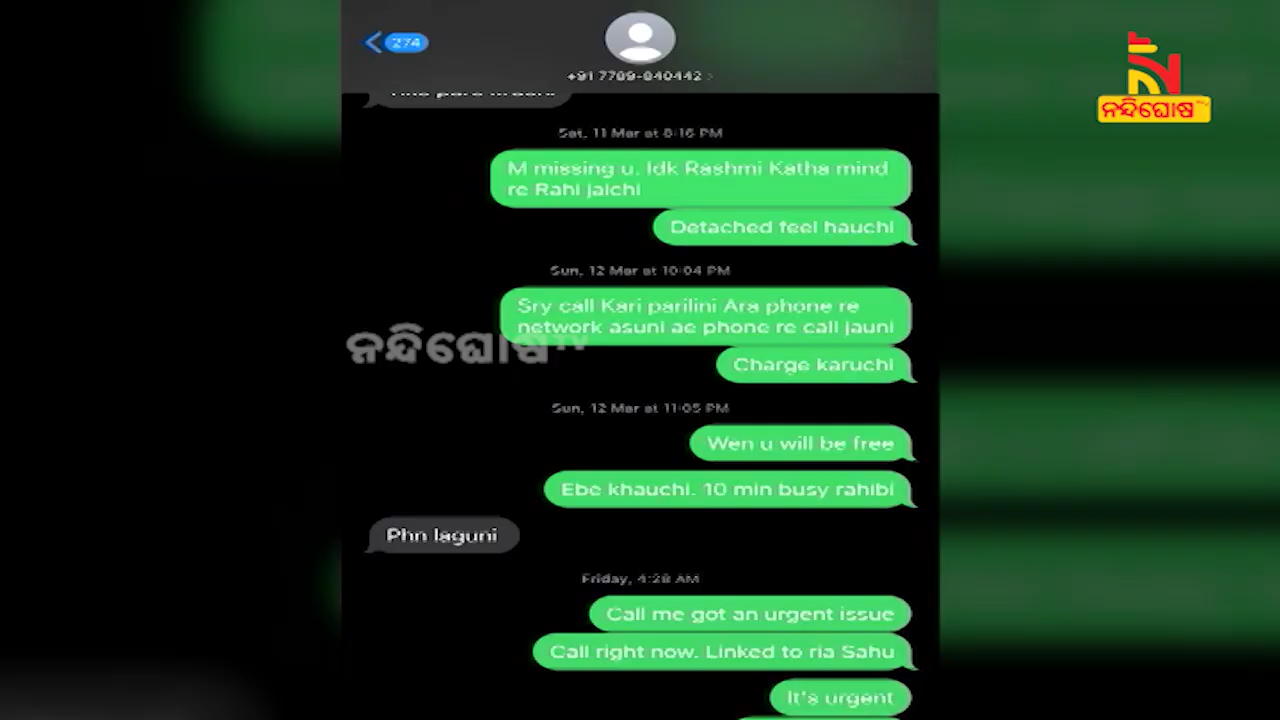 274
ନନ୍ଦିଘୋଷ TV
+91 7789-840442
Sat, 11 Mar at 8:16 PM
M missing u. Idk Rashmi Katha mind
re Rahi jaichi
Detached feel hauchi
Sun, 12 Mar at 10:04 PM
Sry call Kari parilini Ara phone re
network asuni ae phone re call jauni
ନନ୍ଦିଘୋଷ TV
Charge karuchi
Sun, 12 Mar at 11:05 PM
Wen u will be free
Ebe khauchi. 10 min busy rahibi
Phn laguni
Friday, 4:28 AM
Call me got an urgent issue
Call right now. Linked to ria Sahu
It's urgent